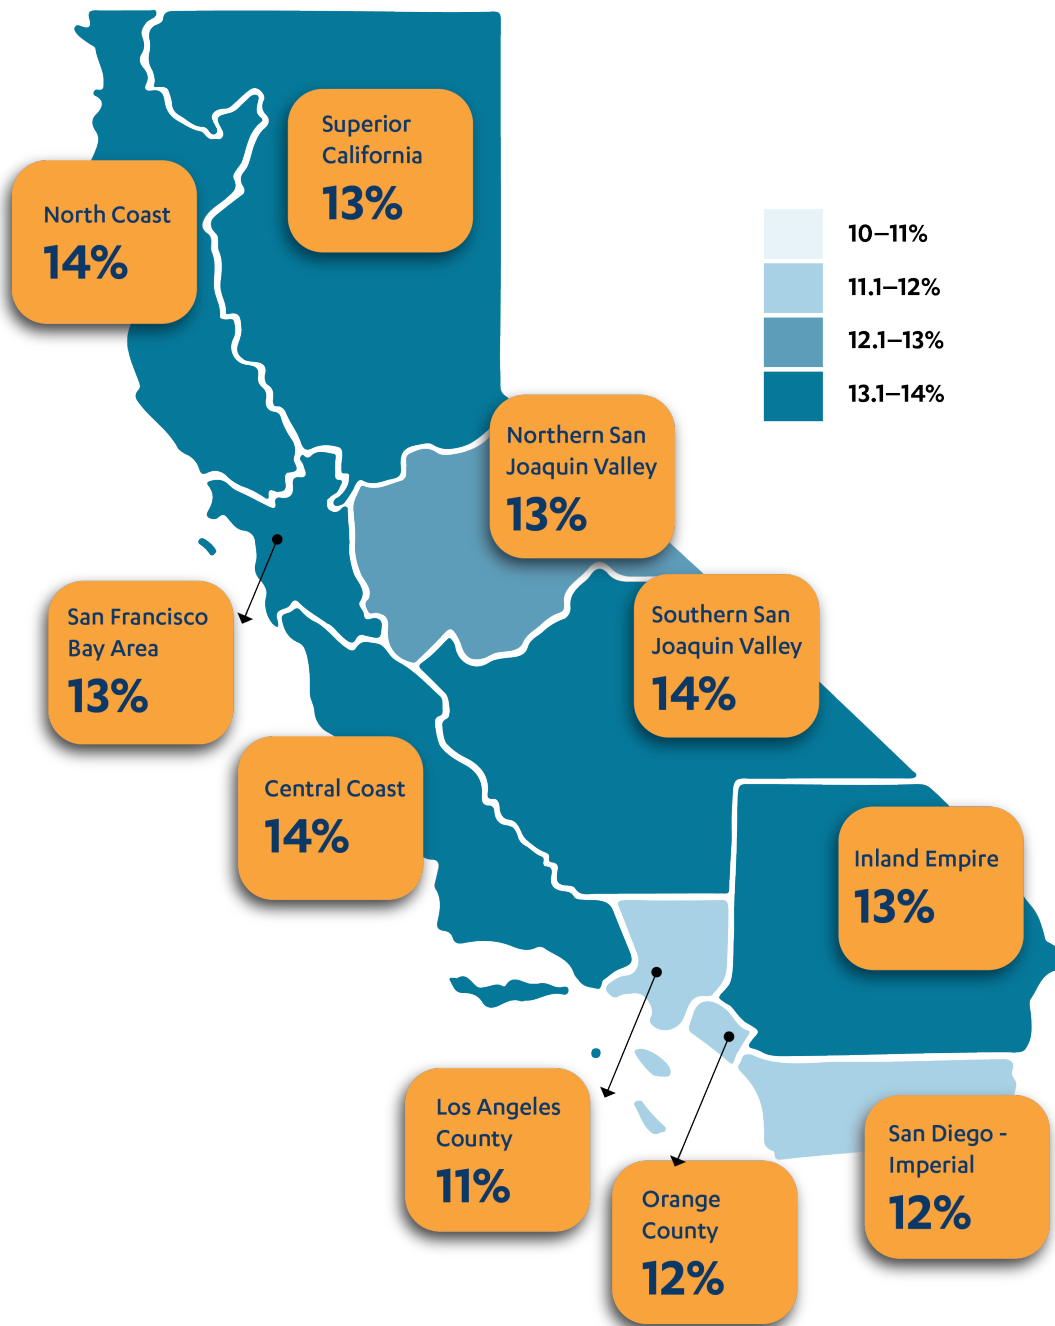 Superior
California
13%
North Coast
14%
10–11%
11.1–12%
12.1–13%
13.1–14%
Northern San
Joaquin Valley
13%
San Francisco
Bay Area
13%
Southern San
Joaquin Valley
14%
Central Coast
14%
Inland Empire
13%
Los Angeles
County
11%
San Diego -
Imperial
12%
Orange
County
12%